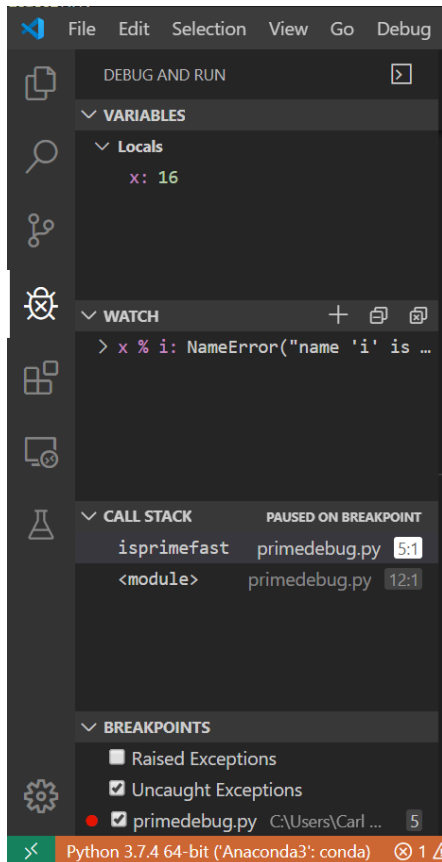 File Edit Selection View Go Debug
DEBUG AND RUN
VARIABLES
Locals
x: 16
WATCH
x % i: NameError("name 'i' is …
CALL STACK PAUSED ON BREAKPOINT
isprimefast primedebug.py 5:1
<module> primedebug.py 12:1
BREAKPOINTS
Raised Exceptions
Uncaught Exceptions
primedebug.py C:\Users\Carl ... 5
Python 3.7.4 64-bit ('Anaconda3': conda) 1